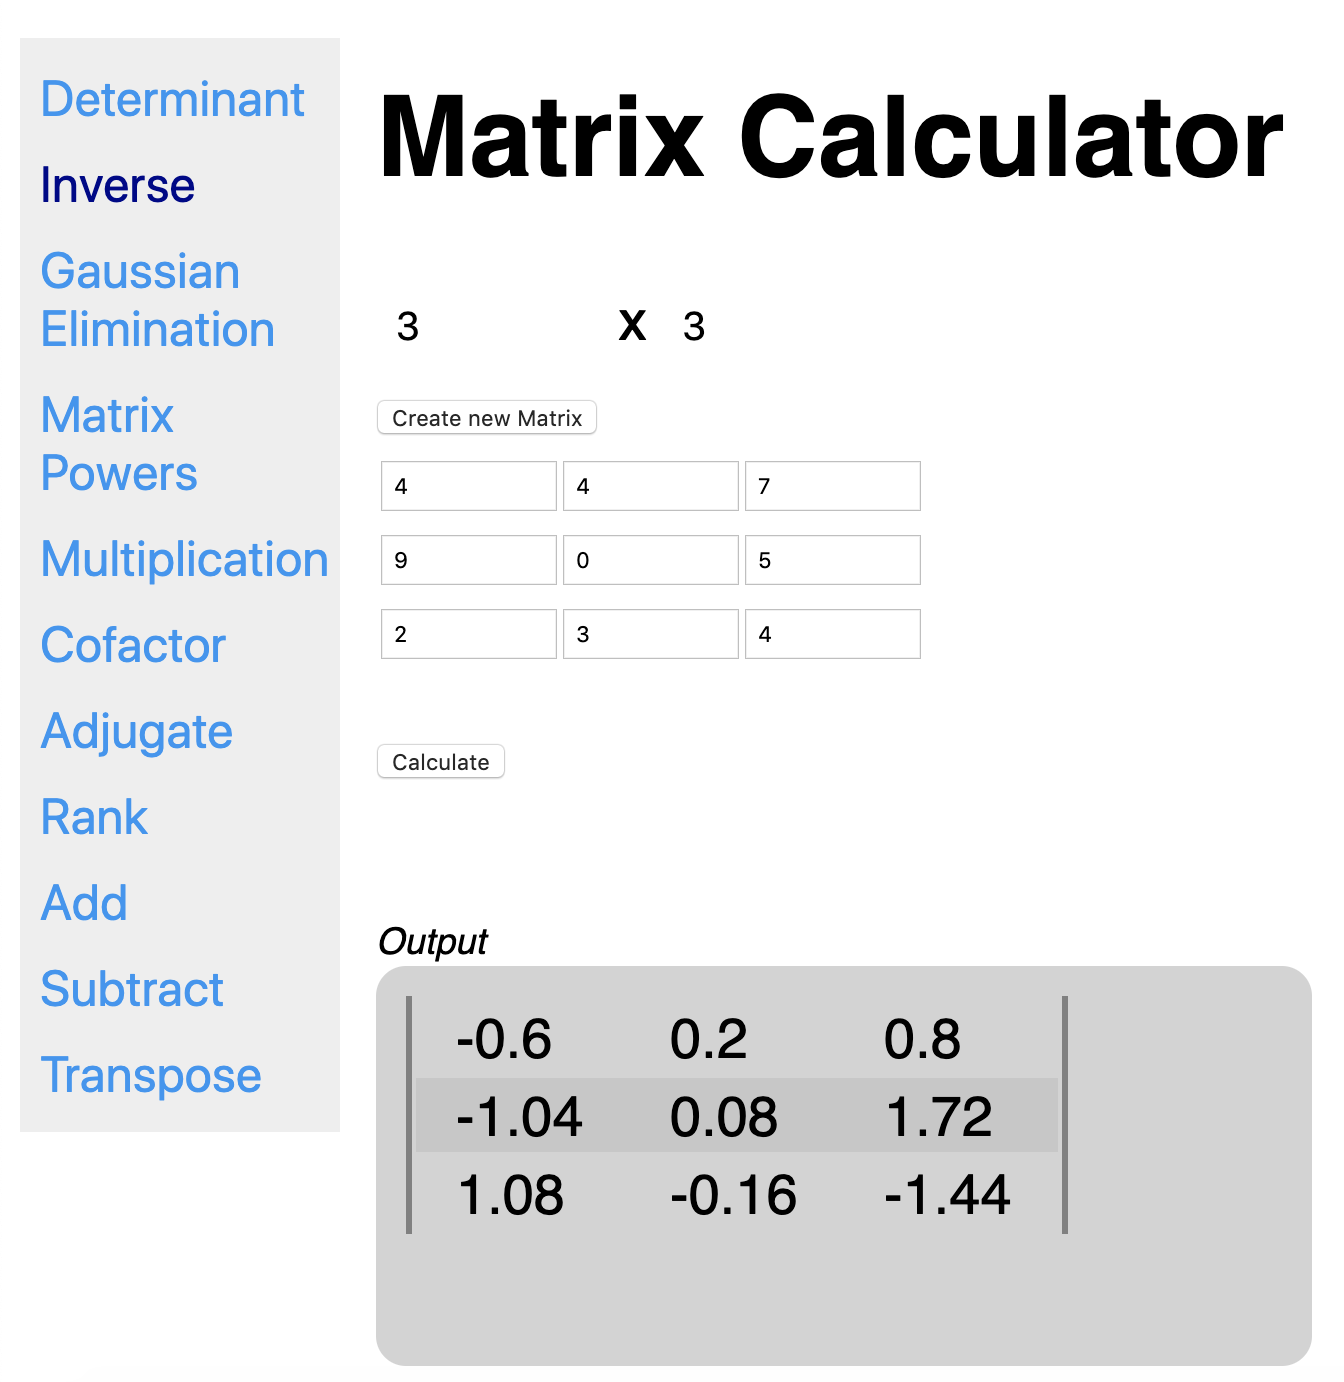 Determinant
Inverse
Gaussian
Elimination
Matrix
Powers
Multiplication
Cofactor
Adjugate
Rank
Add
Subtract
Transpose
Matrix Calculator
3 X 3
Create new Matrix
4 4 7
9 0 5
2 3 4
Calculate
Output
-0.6 0.2 0.8
-1.04 0.08 1.72
1.08 -0.16 -1.44